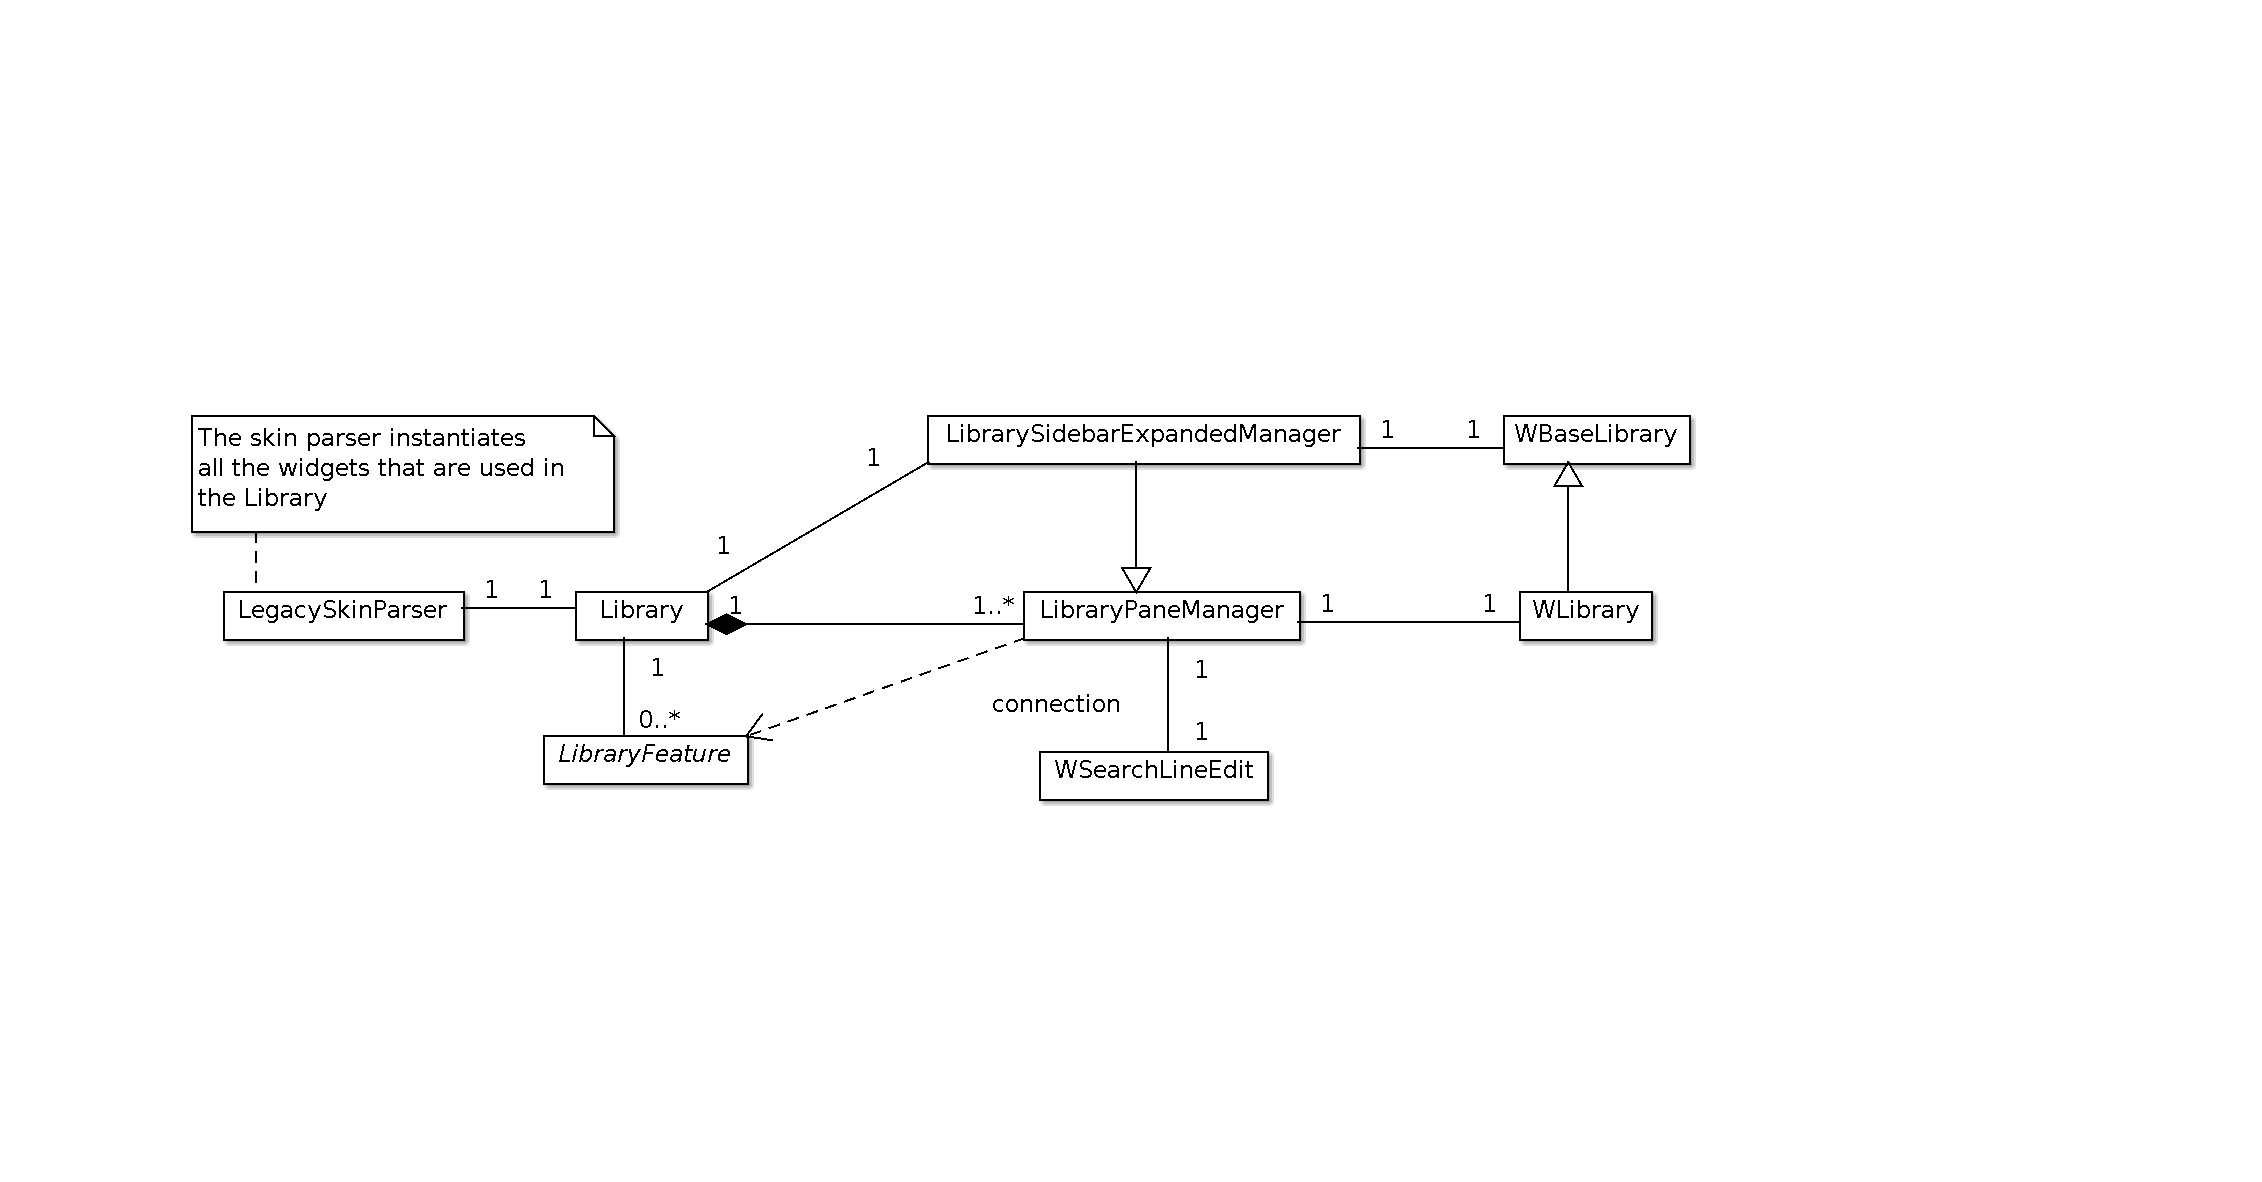 The skin parser instantiates
all the widgets that are used in
the Library
LibrarySidebarExpandedManager
1
1
WBaseLibrary
1
1
LegacySkinParser
1
1
Library
1
1..*
LibraryPaneManager
1
1
WLibrary
1
0..*
connection
1
1
LibraryFeature
WSearchLineEdit